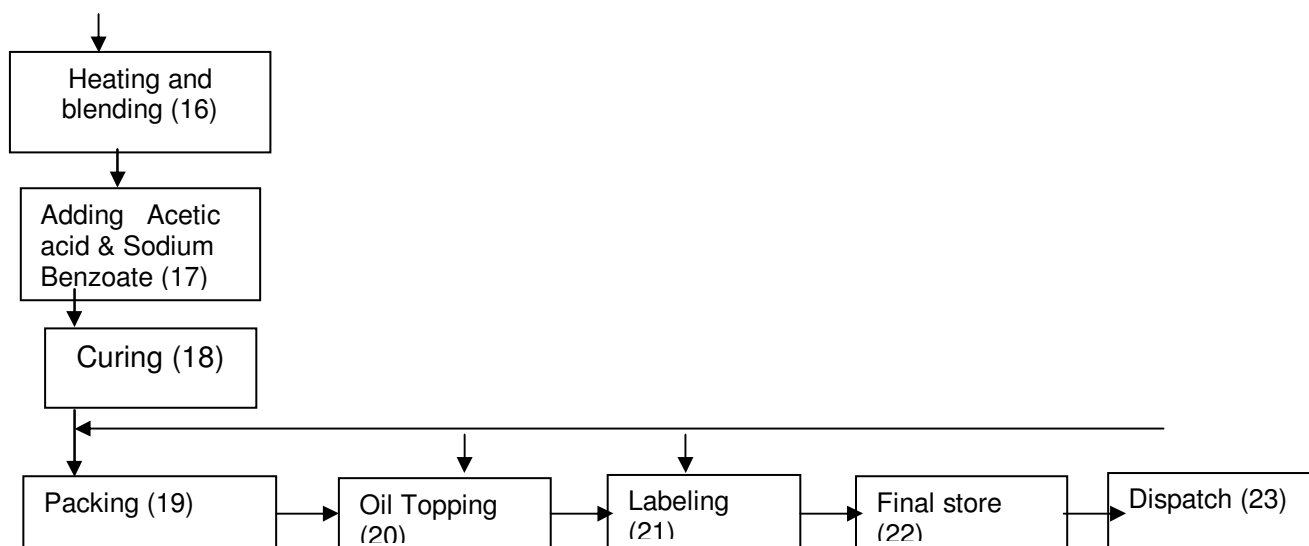 Heating and
blending (16)
Adding Acetic
acid & Sodium
Benzoate (17)
Curing (18)
Packing (19)
Oil Topping
(20)
Labeling
(21)
Final store
(22)
Dispatch (23)